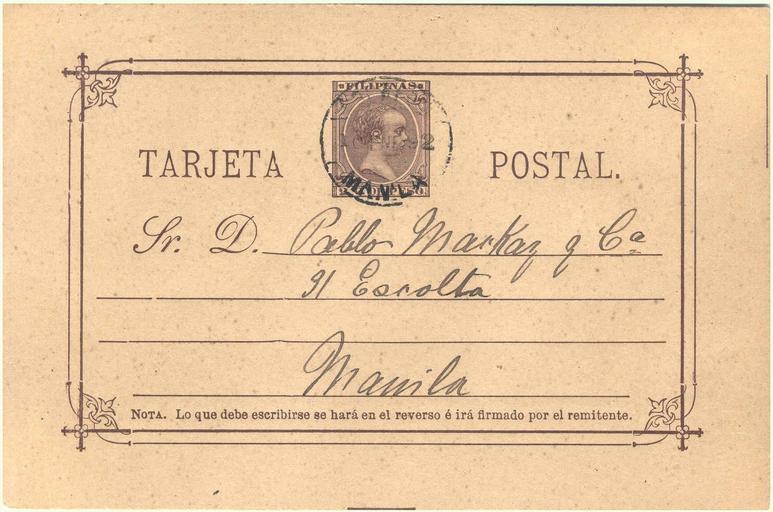 FILIPINAS
MANILA
TARJETA POSTAL.
Sr. D. Pablo Markaz y Cª
91 Escolta
Manila
NOTA. Lo que debe escribirse se hará en el reverso é irá firmado por el remitente.